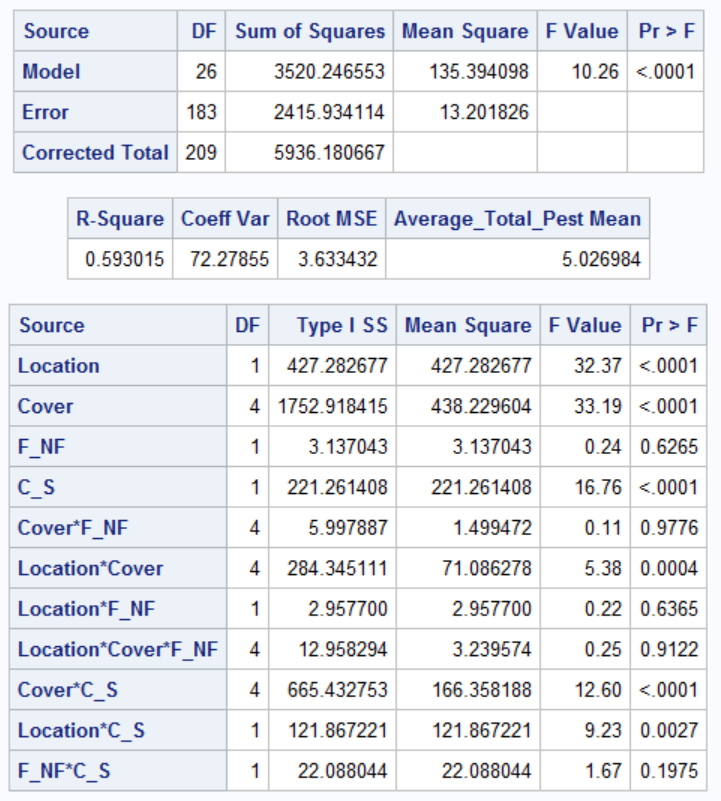 Source DF Sum of Squares Mean Square F Value Pr > F
Model 26 3520.246553 135.394098 10.26 <.0001
Error 183 2415.934114 13.201826
Corrected Total 209 5936.180667
R-Square Coeff Var Root MSE Average_Total_Pest Mean
0.593015 72.27855 3.633432 5.026984
Source DF Type I SS Mean Square F Value Pr > F
Location 1 427.282677 427.282677 32.37 <.0001
Cover 4 1752.918415 438.229604 33.19 <.0001
F_NF 1 3.137043 3.137043 0.24 0.6265
C_S 1 221.261408 221.261408 16.76 <.0001
Cover*F_NF 4 5.997887 1.499472 0.11 0.9776
Location*Cover 4 284.345111 71.086278 5.38 0.0004
Location*F_NF 1 2.957700 2.957700 0.22 0.6365
Location*Cover*F_NF 4 12.958294 3.239574 0.25 0.9122
Cover*C_S 4 665.432753 166.358188 12.60 <.0001
Location*C_S 1 121.867221 121.867221 9.23 0.0027
F_NF*C_S 1 22.088044 22.088044 1.67 0.1975